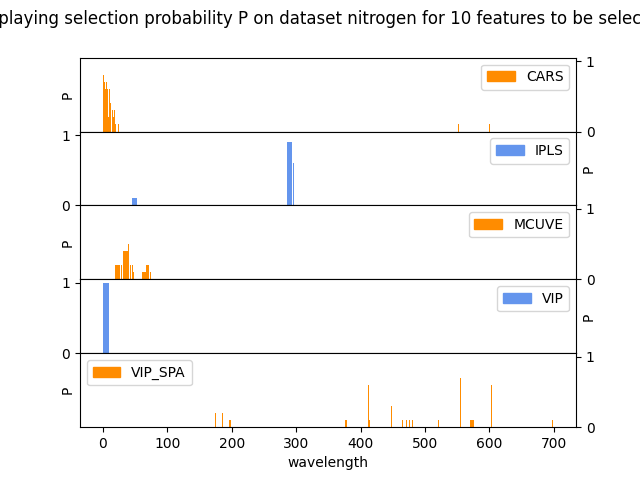 playing selection probability P on dataset nitrogen for 10 features to be selec
CARS
P
1
0
IPLS
P
1
0
MCUVE
P
1
0
VIP
P
1
0
VIP_SPA
P
1
0
0 100 200 300 400 500 600 700
wavelength